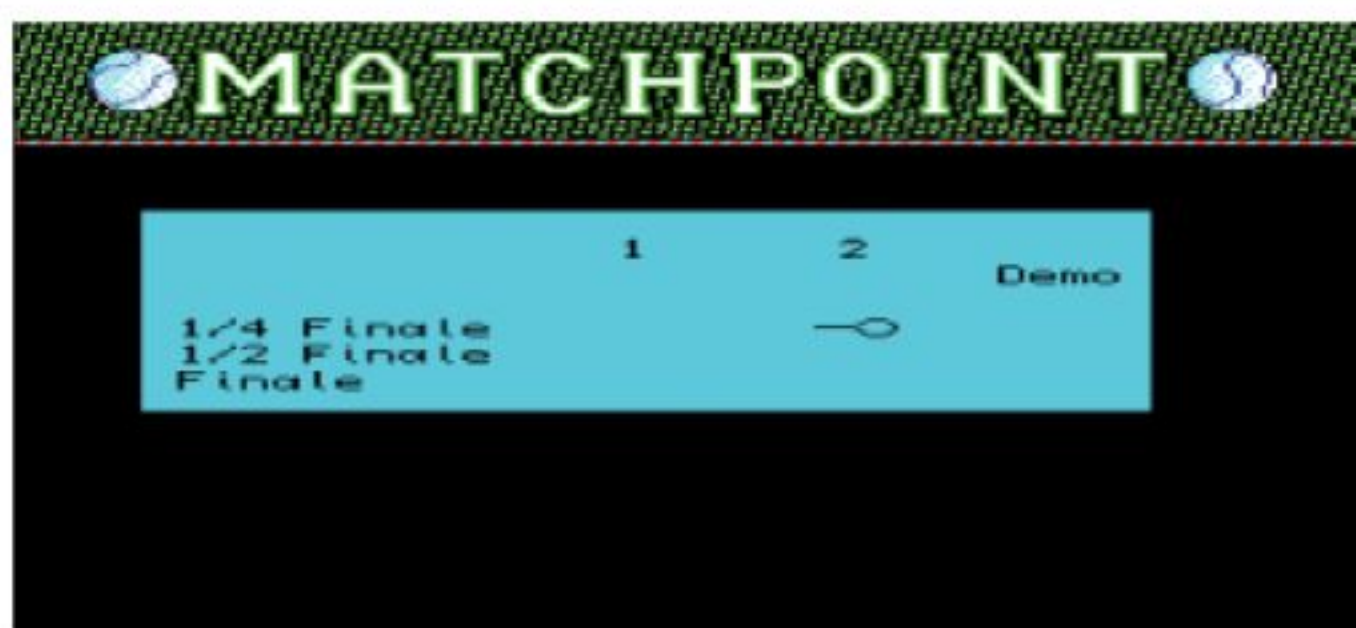 MATCHPOINT
1 2
Demo
1/4 Finale
1/2 Finale
Finale